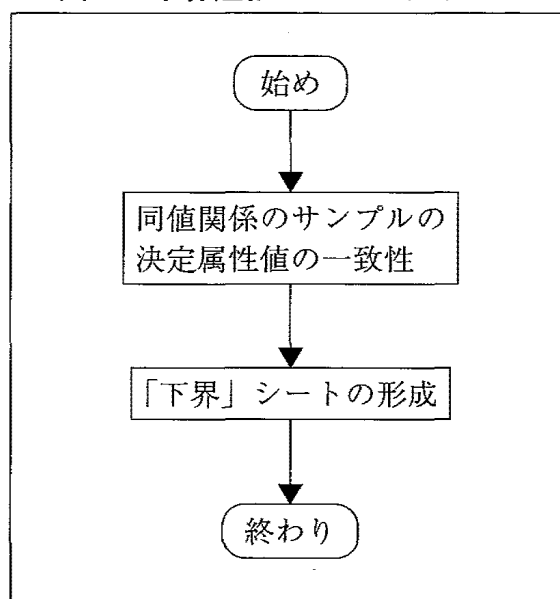 始め
同値関係のサンプルの
決定属性値の一致性
「下界」シートの形成
終わり